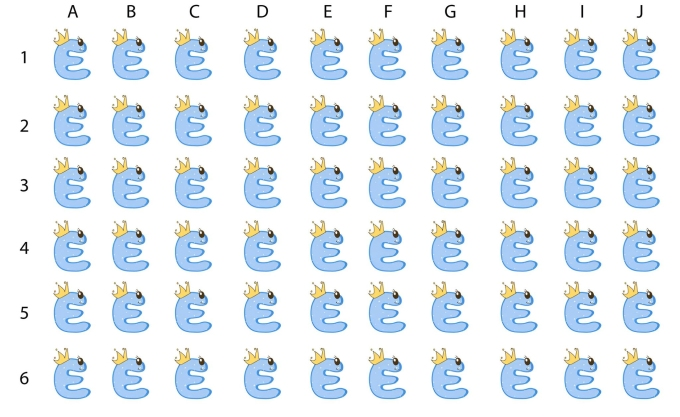 A B C D E F G H I J
1 E E E E E E E E E E
2 E E E E E E E E E E
3 E E E E E E E E E E
4 E E E E E E E E E E
5 E E E E E E E E E E
6 E E E E E E E E E E